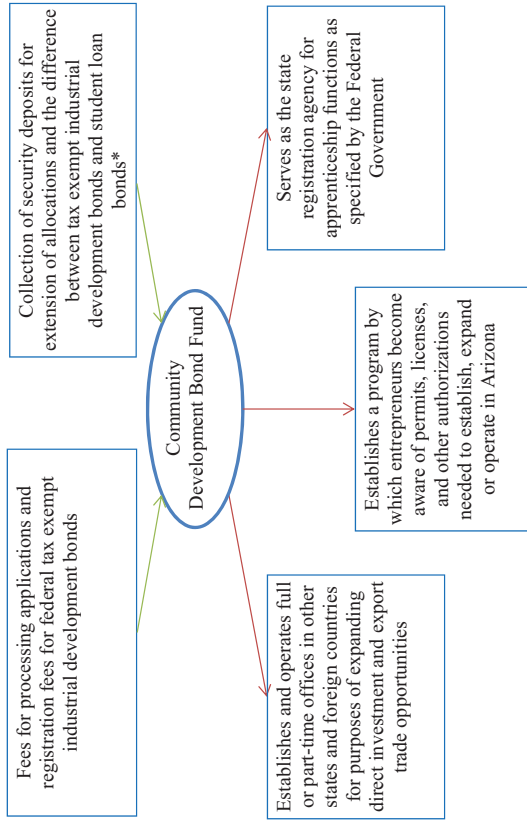 Fees for processing applications and
registration fees for federal tax exempt
industrial development bonds
Collection of security deposits for
extension of allocations and the difference
between tax exempt industrial
development bonds and student loan
bonds*
Community
Development Bond Fund
Establishes and operates full
or part-time offices in other
states and foreign countries
for purposes of expanding
direct investment and export
trade opportunities
Establishes a program by
which entrepreneurs become
aware of permits, licenses,
and other authorizations
needed to establish, expand
or operate in Arizona
Serves as the state
registration agency for
apprenticeship functions as
specified by the Federal
Government